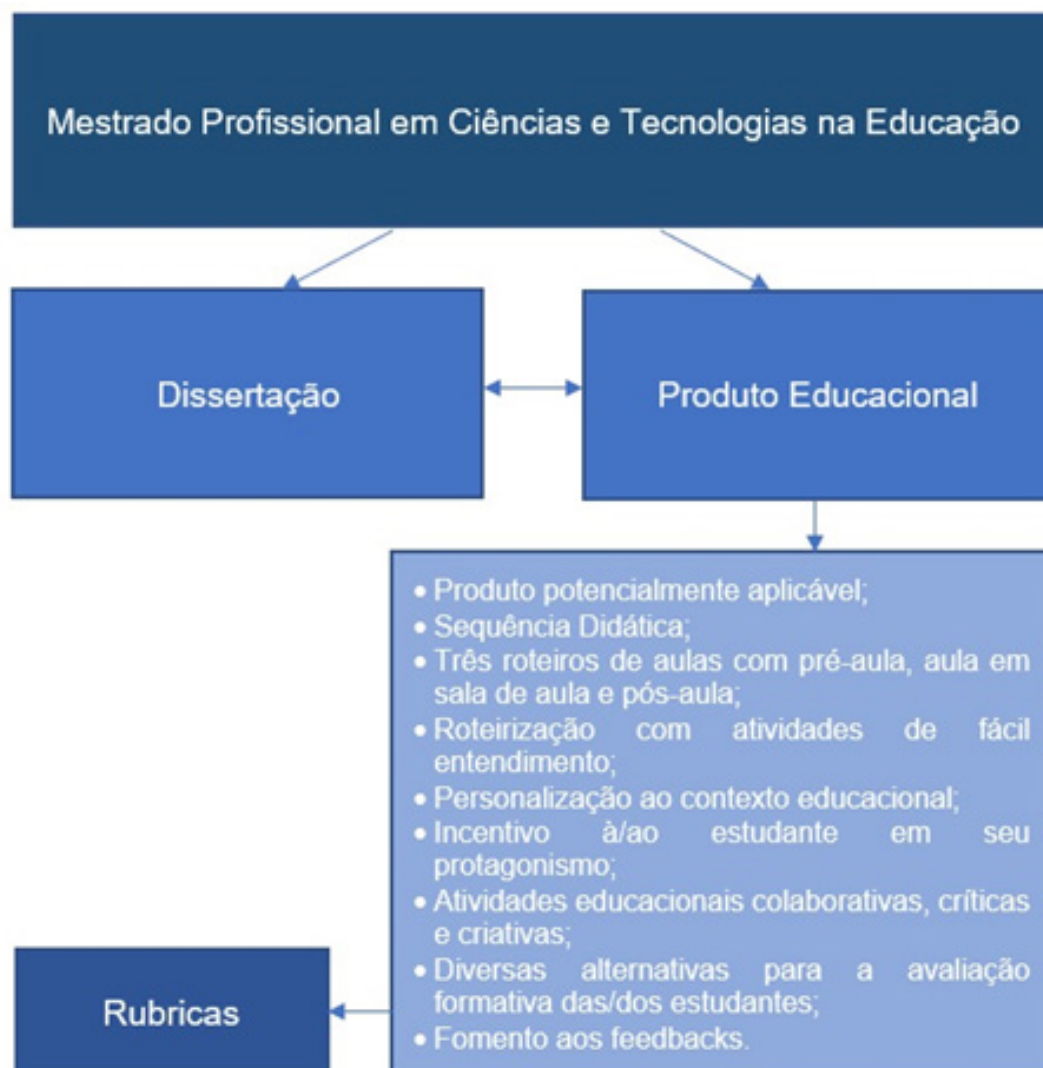 Mestrado Profissional em Ciências e Tecnologias na Educação
Dissertação
Produto Educacional
• Produto potencialmente aplicável;
• Sequência Didática;
• Três roteiros de aulas com pré-aula, aula em
sala de aula e pós-aula;
• Roteirização com atividades de fácil
entendimento;
• Personalização ao contexto educacional;
• Incentivo à/ao estudante em seu
protagonismo;
• Atividades educacionais colaborativas, críticas
e criativas;
• Diversas alternativas para a avaliação
formativa das/dos estudantes;
• Fomento aos feedbacks.
Rubricas